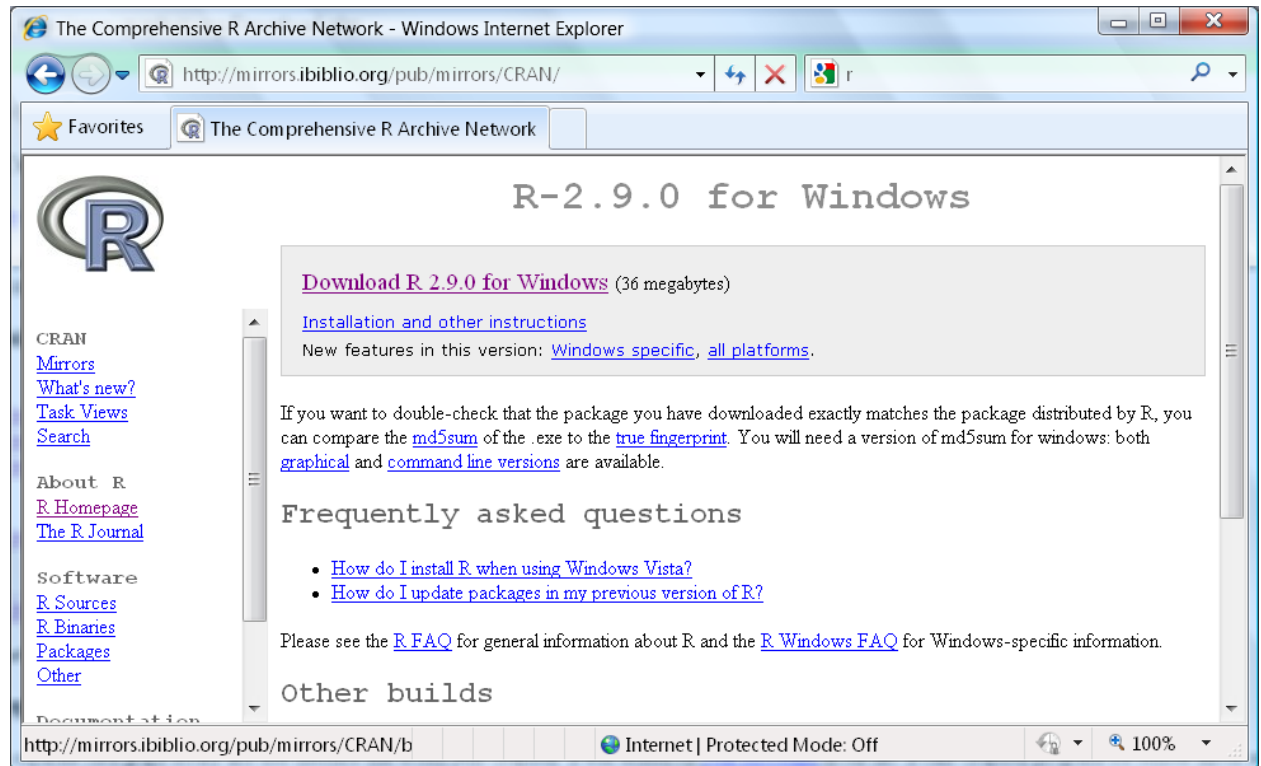 The Comprehensive R Archive Network - Windows Internet Explorer
http://mirrors.ibiblio.org/pub/mirrors/CRAN/
r
Favorites
The Comprehensive R Archive Network
R
CRAN
Mirrors
What's new?
Task Views
Search
About R
R Homepage
The R Journal
Software
R Sources
R Binaries
Packages
Other
Documentation
R-2.9.0 for Windows
Download R 2.9.0 for Windows (36 megabytes)
Installation and other instructions
New features in this version: Windows specific, all platforms.
If you want to double-check that the package you have downloaded exactly matches the package distributed by R, you
can compare the md5sum of the .exe to the true fingerprint. You will need a version of md5sum for windows: both
graphical and command line versions are available.
Frequently asked questions
• How do I install R when using Windows Vista?
• How do I update packages in my previous version of R?
Please see the R FAQ for general information about R and the R Windows FAQ for Windows-specific information.
Other builds
http://mirrors.ibiblio.org/pub/mirrors/CRAN/b
Internet | Protected Mode: Off
100%